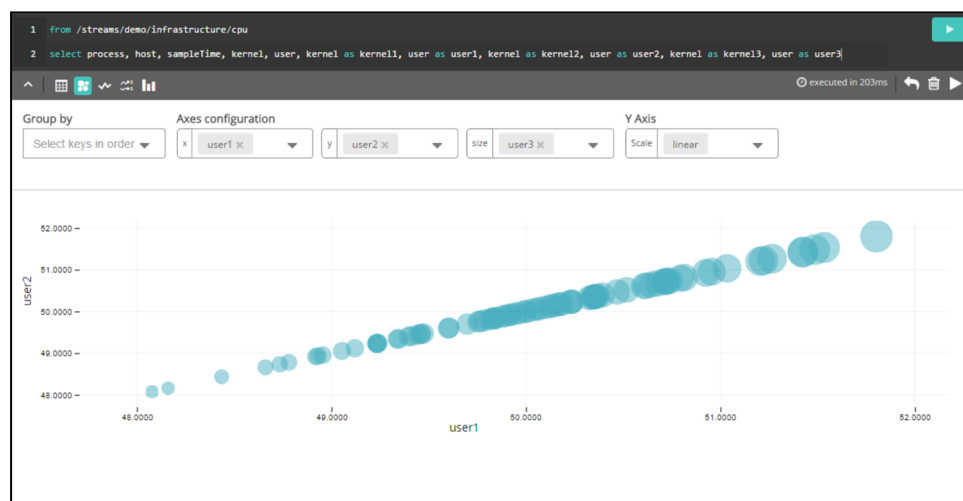 1 from /streams/demo/infrastructure/cpu
2 select process, host, sampleTime, kernel, user, kernel as kernel1, user as user1, kernel as kernel2, user as user2, kernel as kernel3, user as user3
executed in 203ms
Group by Axes configuration Y Axis
Select keys in order x user1 × y user2 × size user3 × Scale linear
52.0000
51.0000
50.0000
49.0000
48.0000
user2
48.0000 49.0000 50.0000 51.0000 52.0000
user1